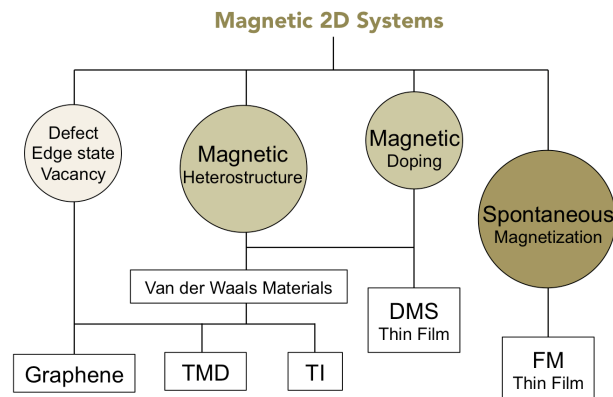 Magnetic 2D Systems
Defect
Edge state
Vacancy
Magnetic
Heterostructure
Magnetic
Doping
Spontaneous
Magnetization
Van der Waals Materials
DMS
Thin Film
Graphene
TMD
TI
FM
Thin Film